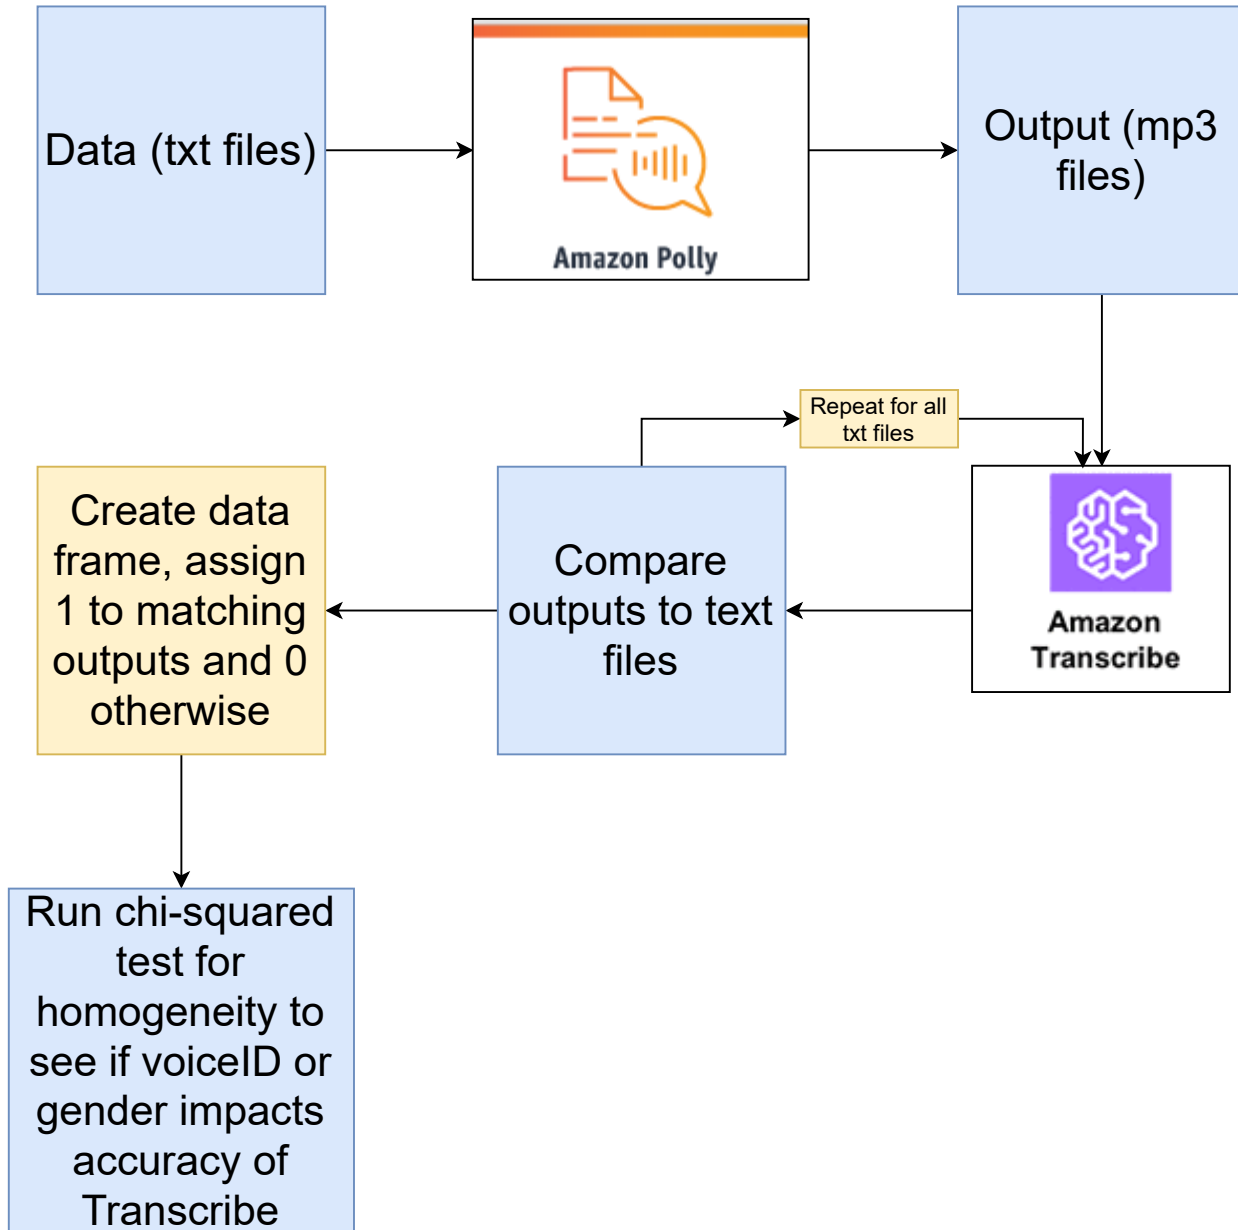 Data (txt files)
Amazon Polly
Output (mp3
files)
Repeat for all
txt files
Create data
frame, assign
1 to matching
outputs and 0
otherwise
Compare
outputs to text
files
Amazon
Transcribe
Run chi-squared
test for
homogeneity to
see if voiceID or
gender impacts
accuracy of
Transcribe